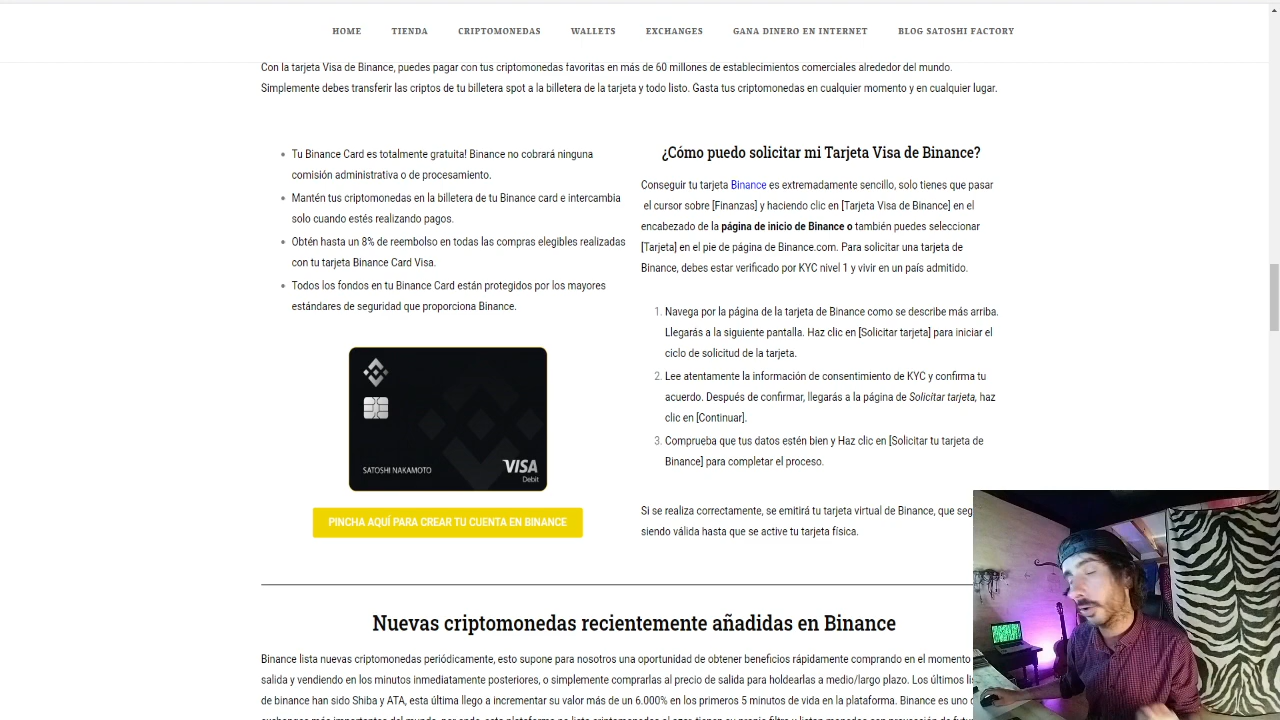 HOME TIENDA CRIPTOMONEDAS WALLETS EXCHANGES GANA DINERO EN INTERNET BLOG SATOSHI FACTORY
Con la tarjeta Visa de Binance, puedes pagar con tus criptomonedas favoritas en más de 60 millones de establecimientos comerciales alrededor del mundo.
Simplemente debes transferir las criptos de tu billetera spot a la billetera de la tarjeta y todo listo. Gasta tus criptomonedas en cualquier momento y en cualquier lugar.
Tu Binance Card es totalmente gratuita! Binance no cobrará ninguna
comisión administrativa o de procesamiento.
Mantén tus criptomonedas en la billetera de tu Binance card e intercambia
solo cuando estés realizando pagos.
Obtén hasta un 8% de reembolso en todas las compras elegibles realizadas
con tu tarjeta Binance Card Visa.
Todos los fondos en tu Binance Card están protegidos por los mayores
estándares de seguridad que proporciona Binance.
SATOSHI NAKAMOTO
VISA
Debit
PINCHA AQUÍ PARA CREAR TU CUENTA EN BINANCE
¿Cómo puedo solicitar mi Tarjeta Visa de Binance?
Conseguir tu tarjeta Binance es extremadamente sencillo, solo tienes que pasar
el cursor sobre [Finanzas] y haciendo clic en [Tarjeta Visa de Binance] en el
encabezado de la página de inicio de Binance o también puedes seleccionar
[Tarjeta] en el pie de página de Binance.com. Para solicitar una tarjeta de
Binance, debes estar verificado por KYC nivel 1 y vivir en un país admitido.
1. Navega por la página de la tarjeta de Binance como se describe más arriba.
Llegarás a la siguiente pantalla. Haz clic en [Solicitar tarjeta] para iniciar el
ciclo de solicitud de la tarjeta.
2. Lee atentamente la información de consentimiento de KYC y confirma tu
acuerdo. Después de confirmar, llegarás a la página de Solicitar tarjeta, haz
clic en [Continuar].
3. Comprueba que tus datos estén bien y Haz clic en [Solicitar tu tarjeta de
Binance] para completar el proceso.
Si se realiza correctamente, se emitirá tu tarjeta virtual de Binance, que seg
siendo válida hasta que se active tu tarjeta física.
Nuevas criptomonedas recientemente añadidas en Binance
Binance lista nuevas criptomonedas periódicamente, esto supone para nosotros una oportunidad de obtener beneficios rápidamente comprando en el momento
salida y vendiendo en los minutos inmediatamente posteriores, o simplemente comprarlas al precio de salida para holdearlas a medio/largo plazo. Los últimos li
de binance han sido Shiba y ATA, esta última llego a incrementar su valor más de un 6.000% en los primeros 5 minutos de vida en la plataforma. Binance es uno